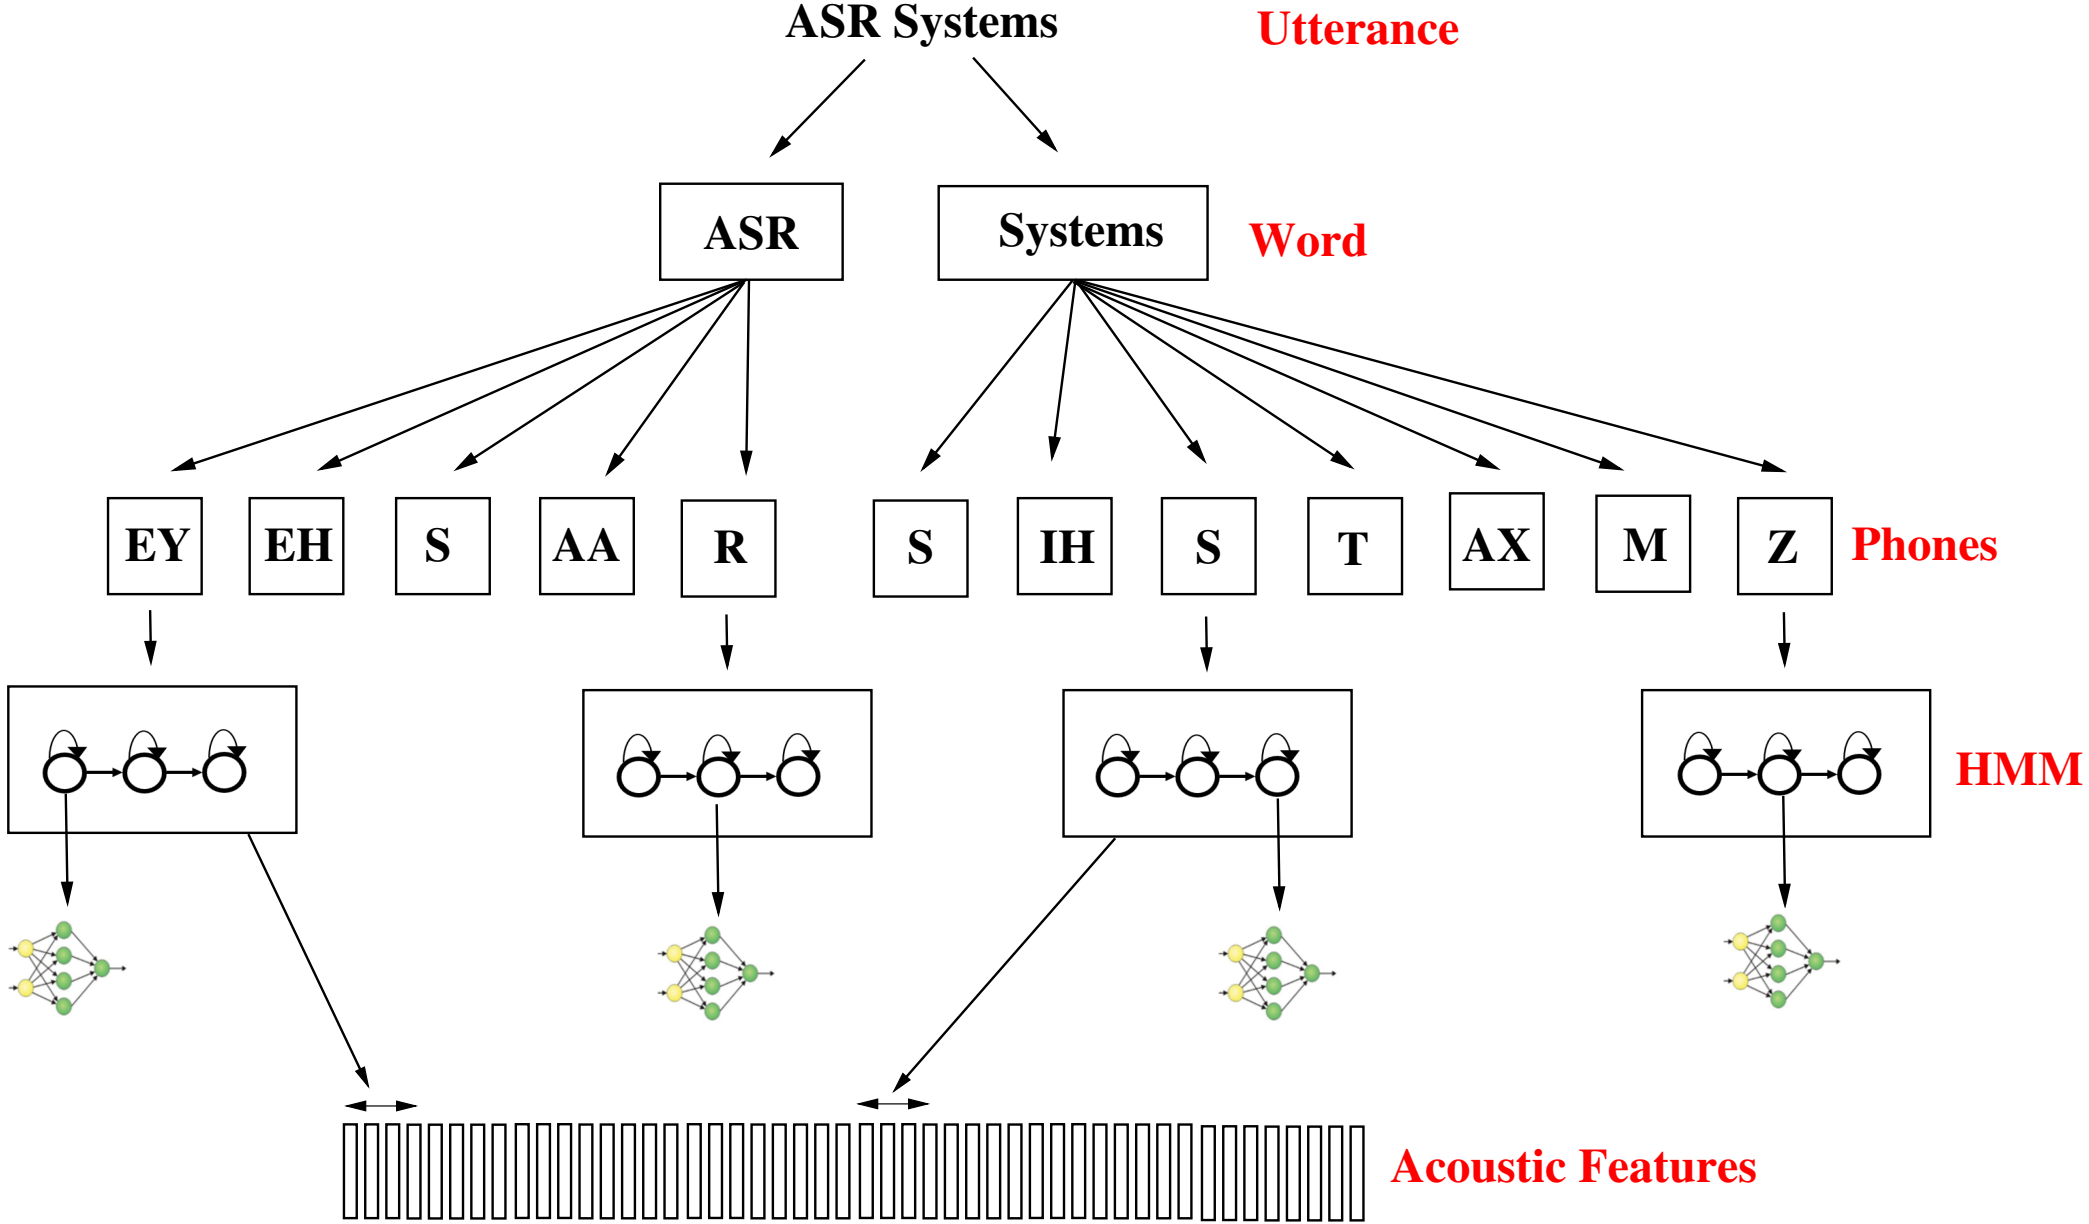 ASR Systems Utterance
ASR Systems Word
EY EH S AA R S IH S T AX M Z Phones
HMM
Acoustic Features